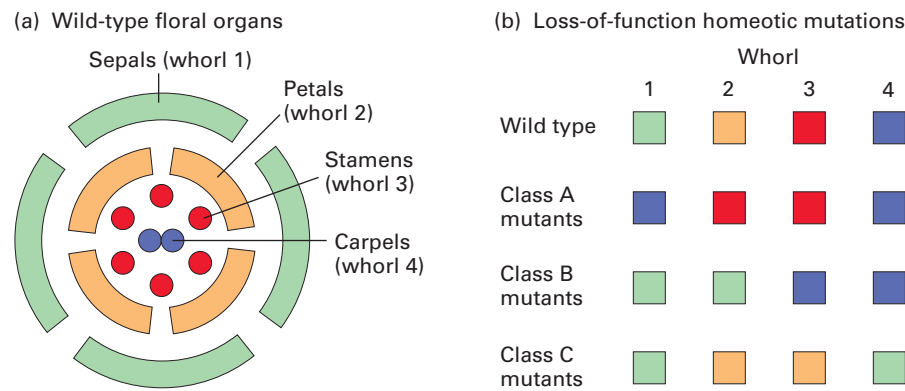 (a) Wild-type floral organs
Sepals (whorl 1)
Petals
(whorl 2)
Stamens
(whorl 3)
Carpels
(whorl 4)
(b) Loss-of-function homeotic mutations
Whorl
1 2 3 4
Wild type
Class A
mutants
Class B
mutants
Class C
mutants